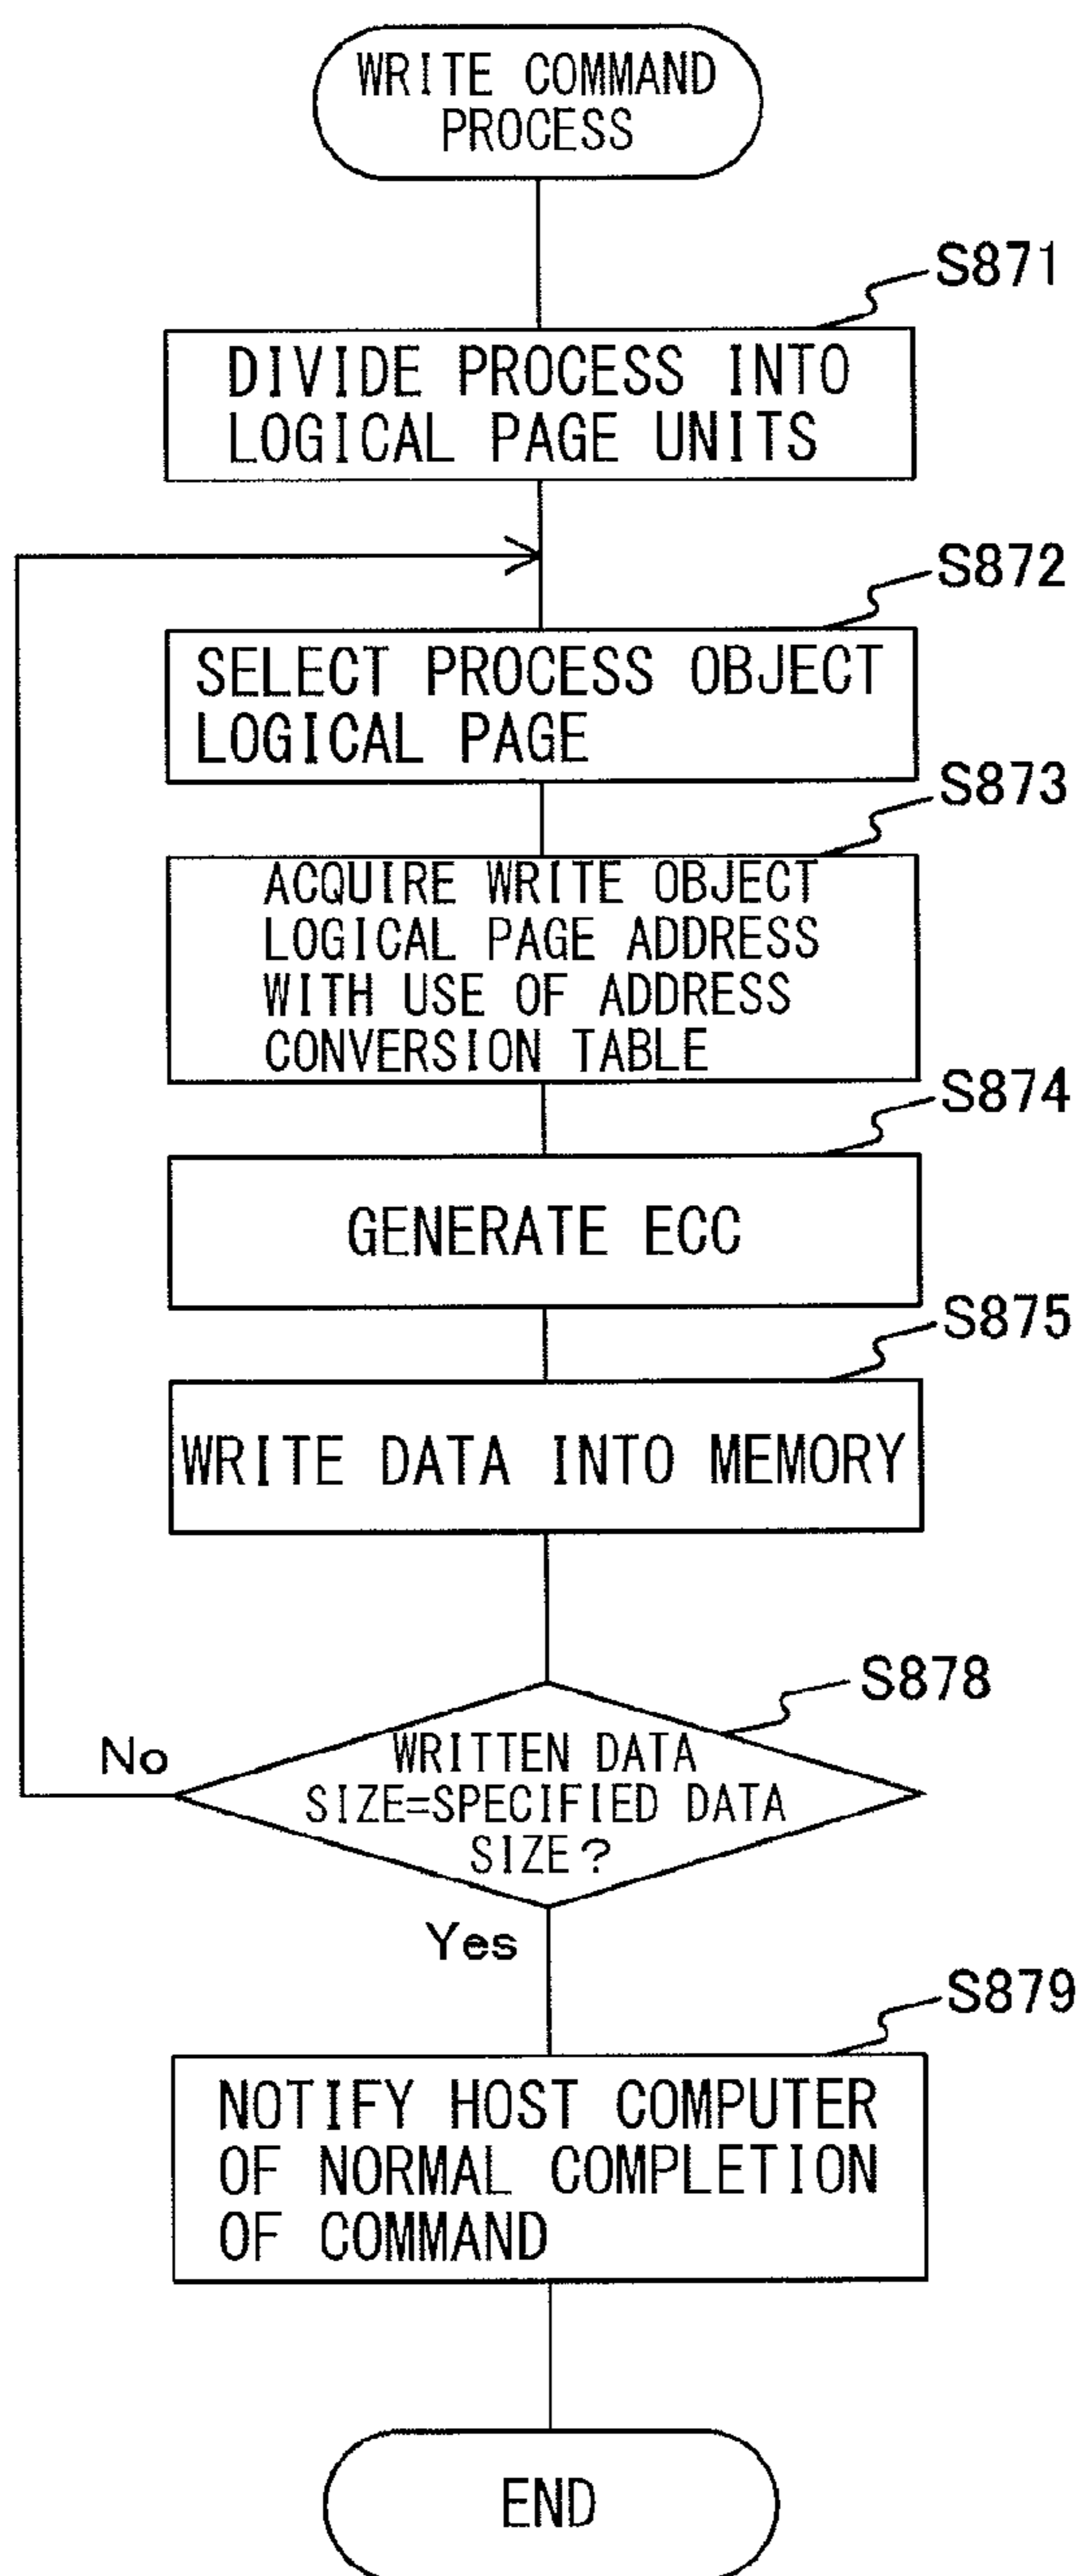 WRITE COMMAND
PROCESS
S871
DIVIDE PROCESS INTO
LOGICAL PAGE UNITS
S872
SELECT PROCESS OBJECT
LOGICAL PAGE
S873
ACQUIRE WRITE OBJECT
LOGICAL PAGE ADDRESS
WITH USE OF ADDRESS
CONVERSION TABLE
S874
GENERATE ECC
S875
WRITE DATA INTO MEMORY
S878
No
WRITTEN DATA
SIZE=SPECIFIED DATA
SIZE?
Yes
S879
NOTIFY HOST COMPUTER
OF NORMAL COMPLETION
OF COMMAND
END